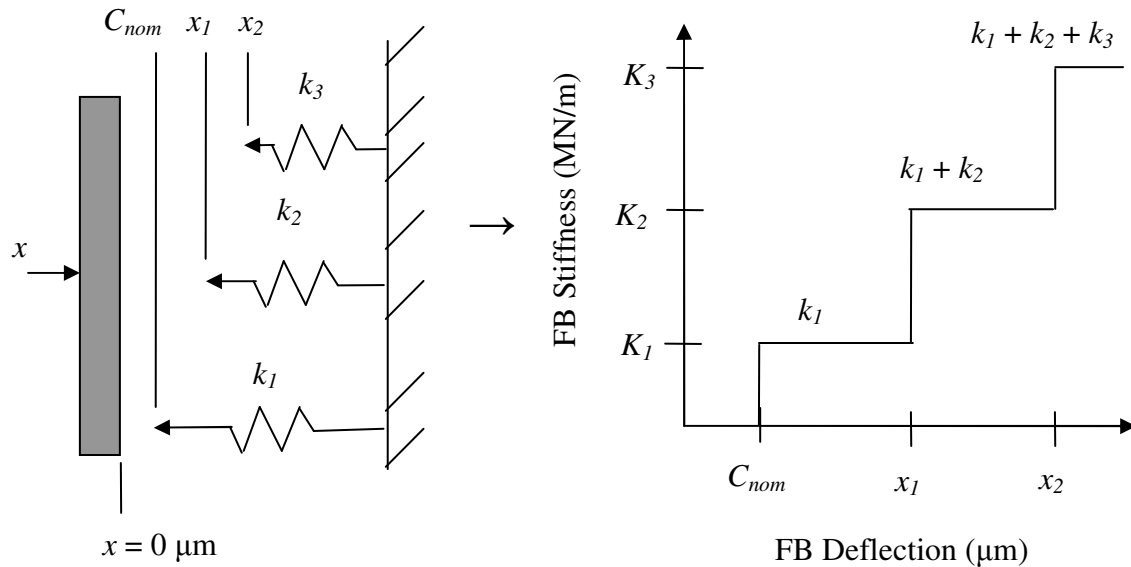 C_nom x_1 x_2
k_3
k_2
x
k_1
x = 0 μm
→
FB Stiffness (MN/m)
k_1 + k_2 + k_3
K_3
k_1 + k_2
K_2
k_1
K_1
C_nom x_1 x_2
FB Deflection (μm)